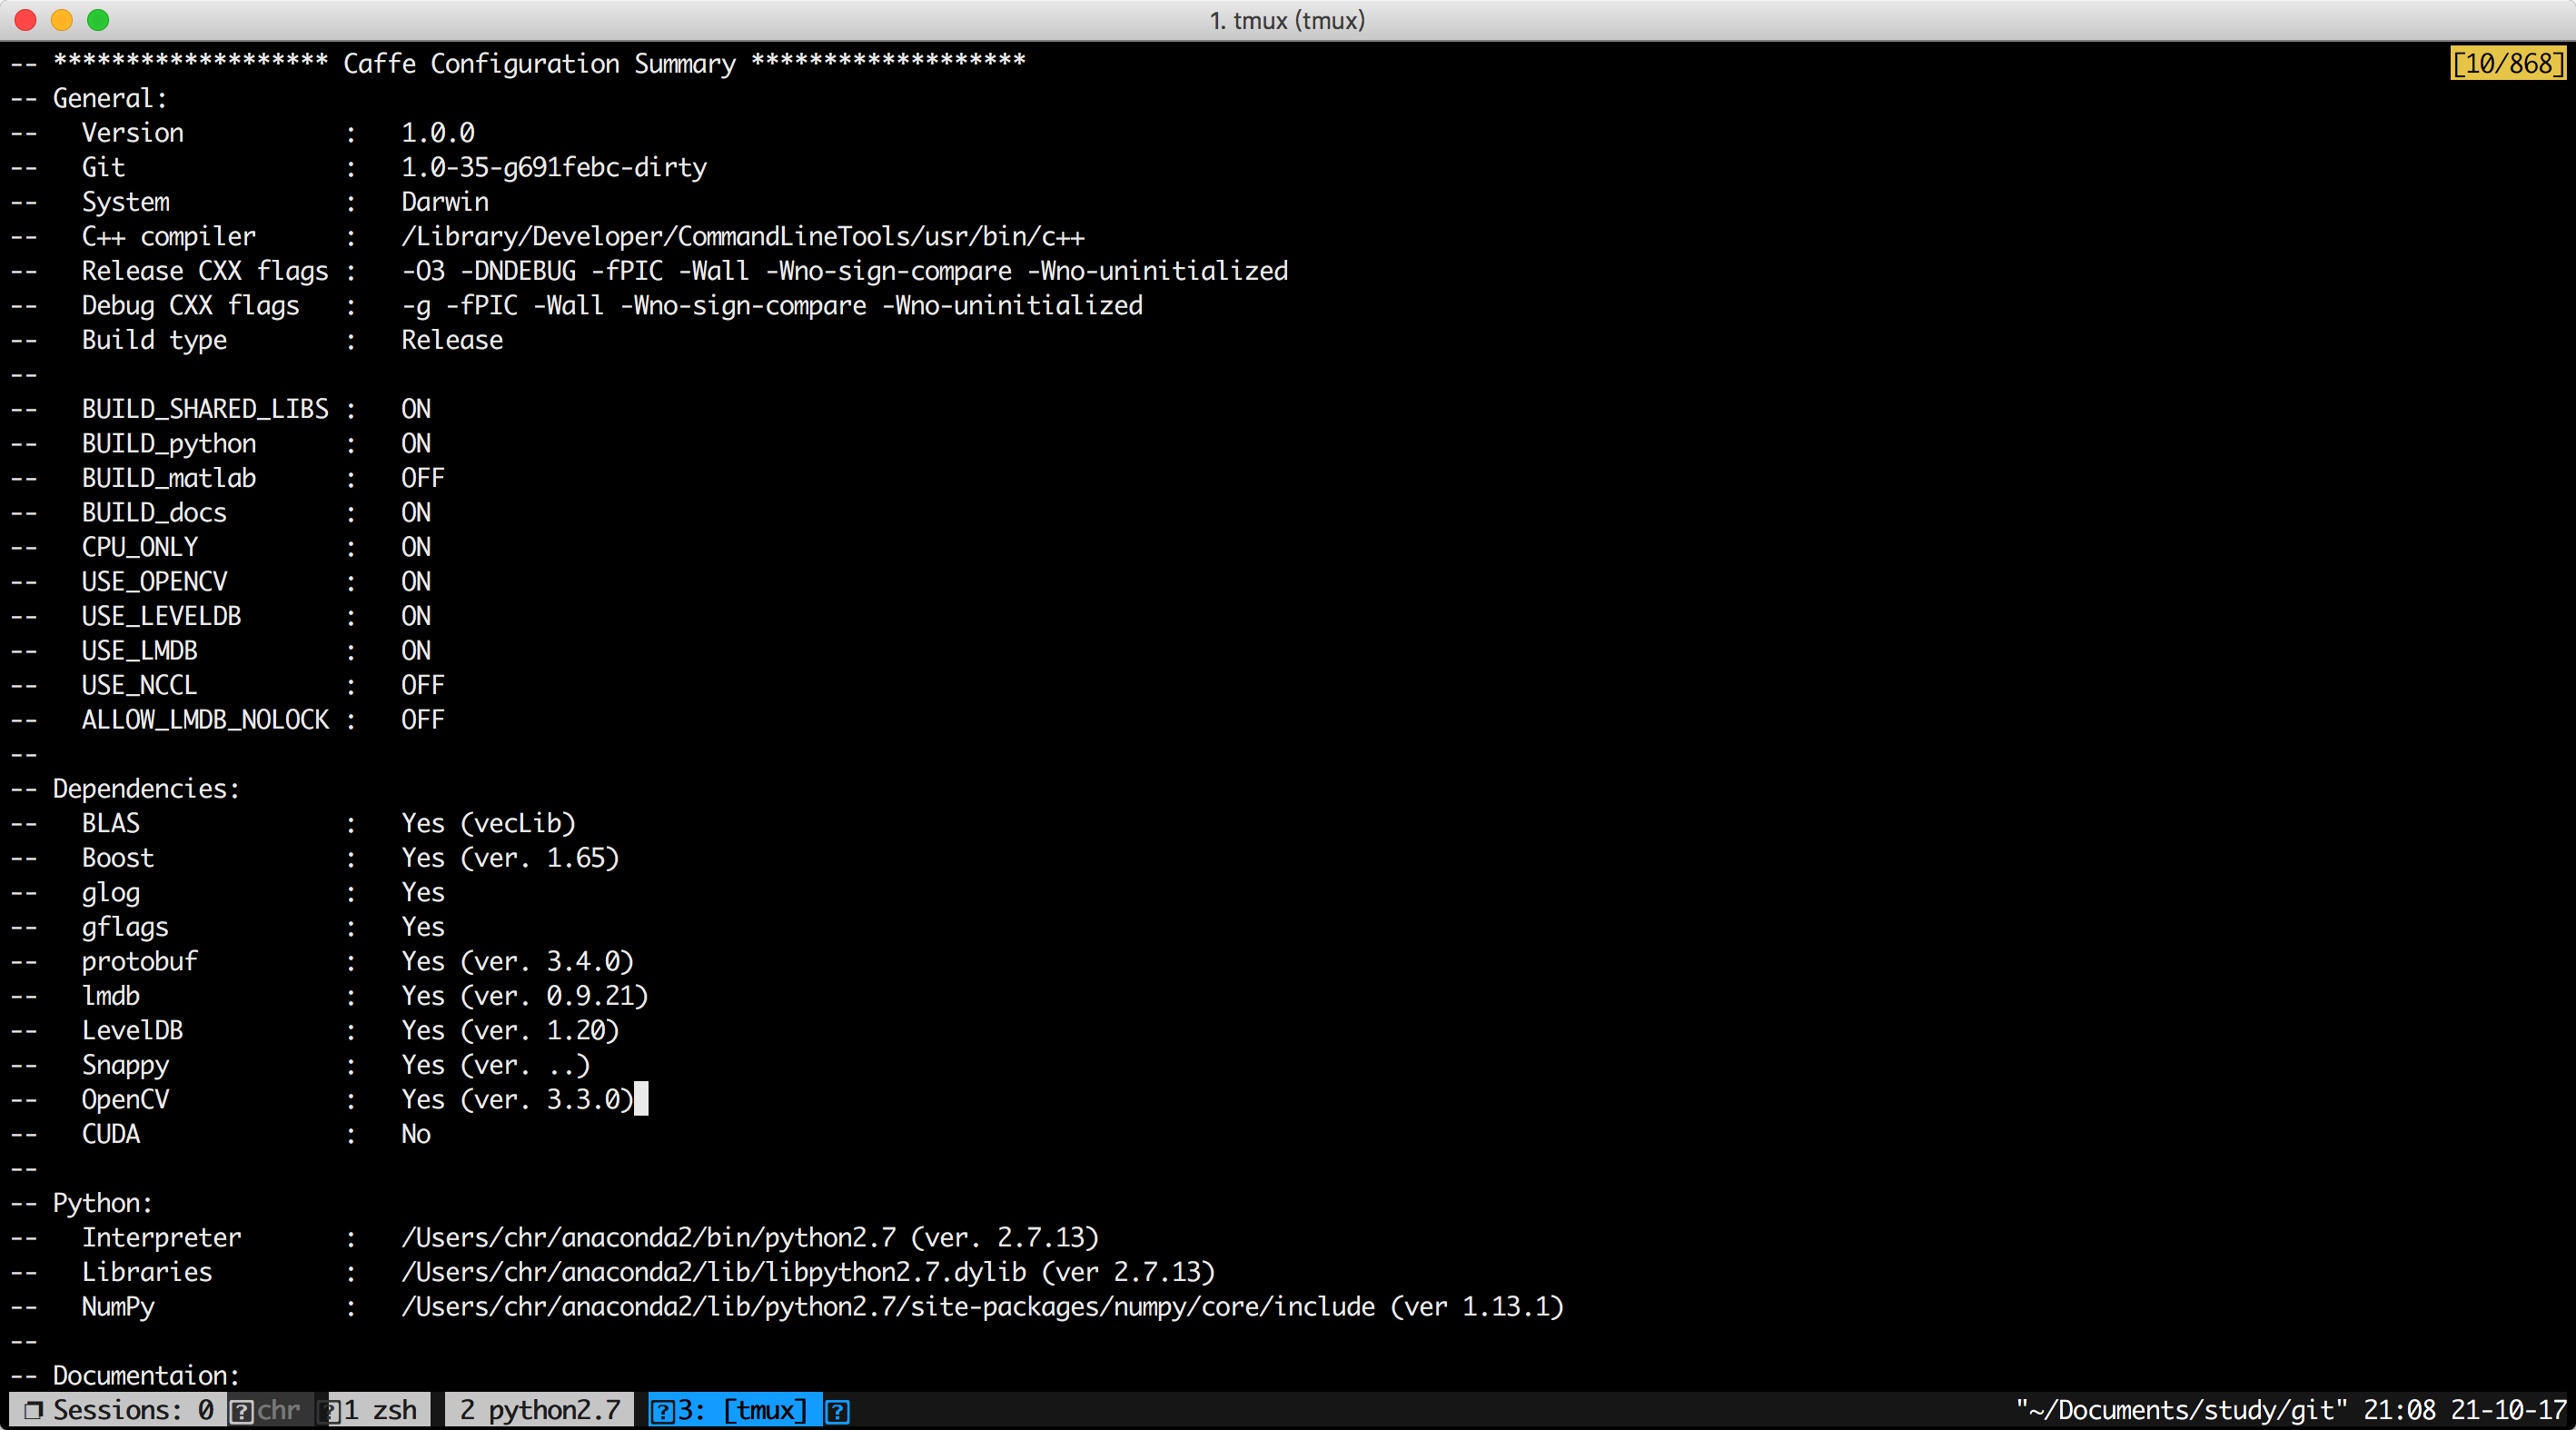 1. tmux (tmux)
-- ******************* Caffe Configuration Summary ******************* [10/868]
-- General:
--   Version           :   1.0.0
--   Git               :   1.0-35-g691febc-dirty
--   System            :   Darwin
--   C++ compiler      :   /Library/Developer/CommandLineTools/usr/bin/c++
--   Release CXX flags :   -O3 -DNDEBUG -fPIC -Wall -Wno-sign-compare -Wno-uninitialized
--   Debug CXX flags   :   -g -fPIC -Wall -Wno-sign-compare -Wno-uninitialized
--   Build type        :   Release
--
--   BUILD_SHARED_LIBS :   ON
--   BUILD_python      :   ON
--   BUILD_matlab      :   OFF
--   BUILD_docs        :   ON
--   CPU_ONLY          :   ON
--   USE_OPENCV        :   ON
--   USE_LEVELDB       :   ON
--   USE_LMDB          :   ON
--   USE_NCCL          :   OFF
--   ALLOW_LMDB_NOLOCK :   OFF
--
-- Dependencies:
--   BLAS              :   Yes (vecLib)
--   Boost             :   Yes (ver. 1.65)
--   glog              :   Yes
--   gflags            :   Yes
--   protobuf          :   Yes (ver. 3.4.0)
--   lmdb              :   Yes (ver. 0.9.21)
--   LevelDB           :   Yes (ver. 1.20)
--   Snappy            :   Yes (ver. ..)
--   OpenCV            :   Yes (ver. 3.3.0)
--   CUDA              :   No
--
-- Python:
--   Interpreter       :   /Users/chr/anaconda2/bin/python2.7 (ver. 2.7.13)
--   Libraries         :   /Users/chr/anaconda2/lib/libpython2.7.dylib (ver 2.7.13)
--   NumPy             :   /Users/chr/anaconda2/lib/python2.7/site-packages/numpy/core/include (ver 1.13.1)
--
-- Documentaion:
❐ Sessions: 0 ?chr ?1 zsh 2 python2.7 ?3: [tmux] ? "~/Documents/study/git" 21:08 21-10-17